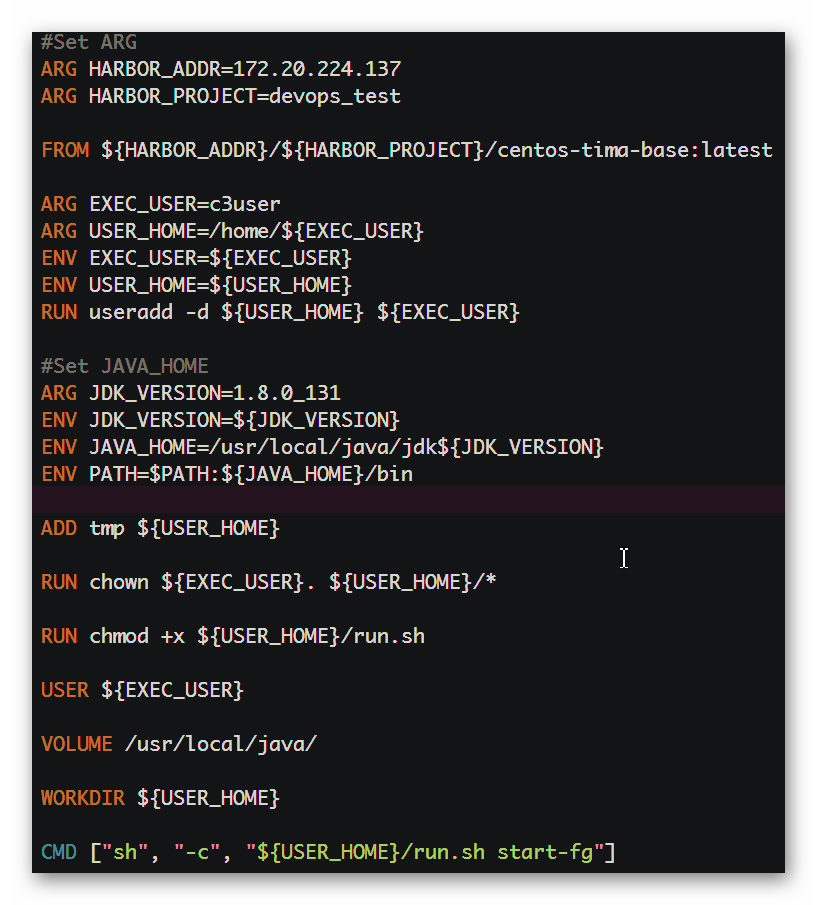 #Set ARG
ARG HARBOR_ADDR=172.20.224.137
ARG HARBOR_PROJECT=devops_test
FROM ${HARBOR_ADDR}/${HARBOR_PROJECT}/centos-tima-base:latest
ARG EXEC_USER=c3user
ARG USER_HOME=/home/${EXEC_USER}
ENV EXEC_USER=${EXEC_USER}
ENV USER_HOME=${USER_HOME}
RUN useradd -d ${USER_HOME} ${EXEC_USER}
#Set JAVA_HOME
ARG JDK_VERSION=1.8.0_131
ENV JDK_VERSION=${JDK_VERSION}
ENV JAVA_HOME=/usr/local/java/jdk${JDK_VERSION}
ENV PATH=$PATH:${JAVA_HOME}/bin
ADD tmp ${USER_HOME}
RUN chown ${EXEC_USER}. ${USER_HOME}/*
RUN chmod +x ${USER_HOME}/run.sh
USER ${EXEC_USER}
VOLUME /usr/local/java/
WORKDIR ${USER_HOME}
CMD ["sh", "-c", "${USER_HOME}/run.sh start-fg"]